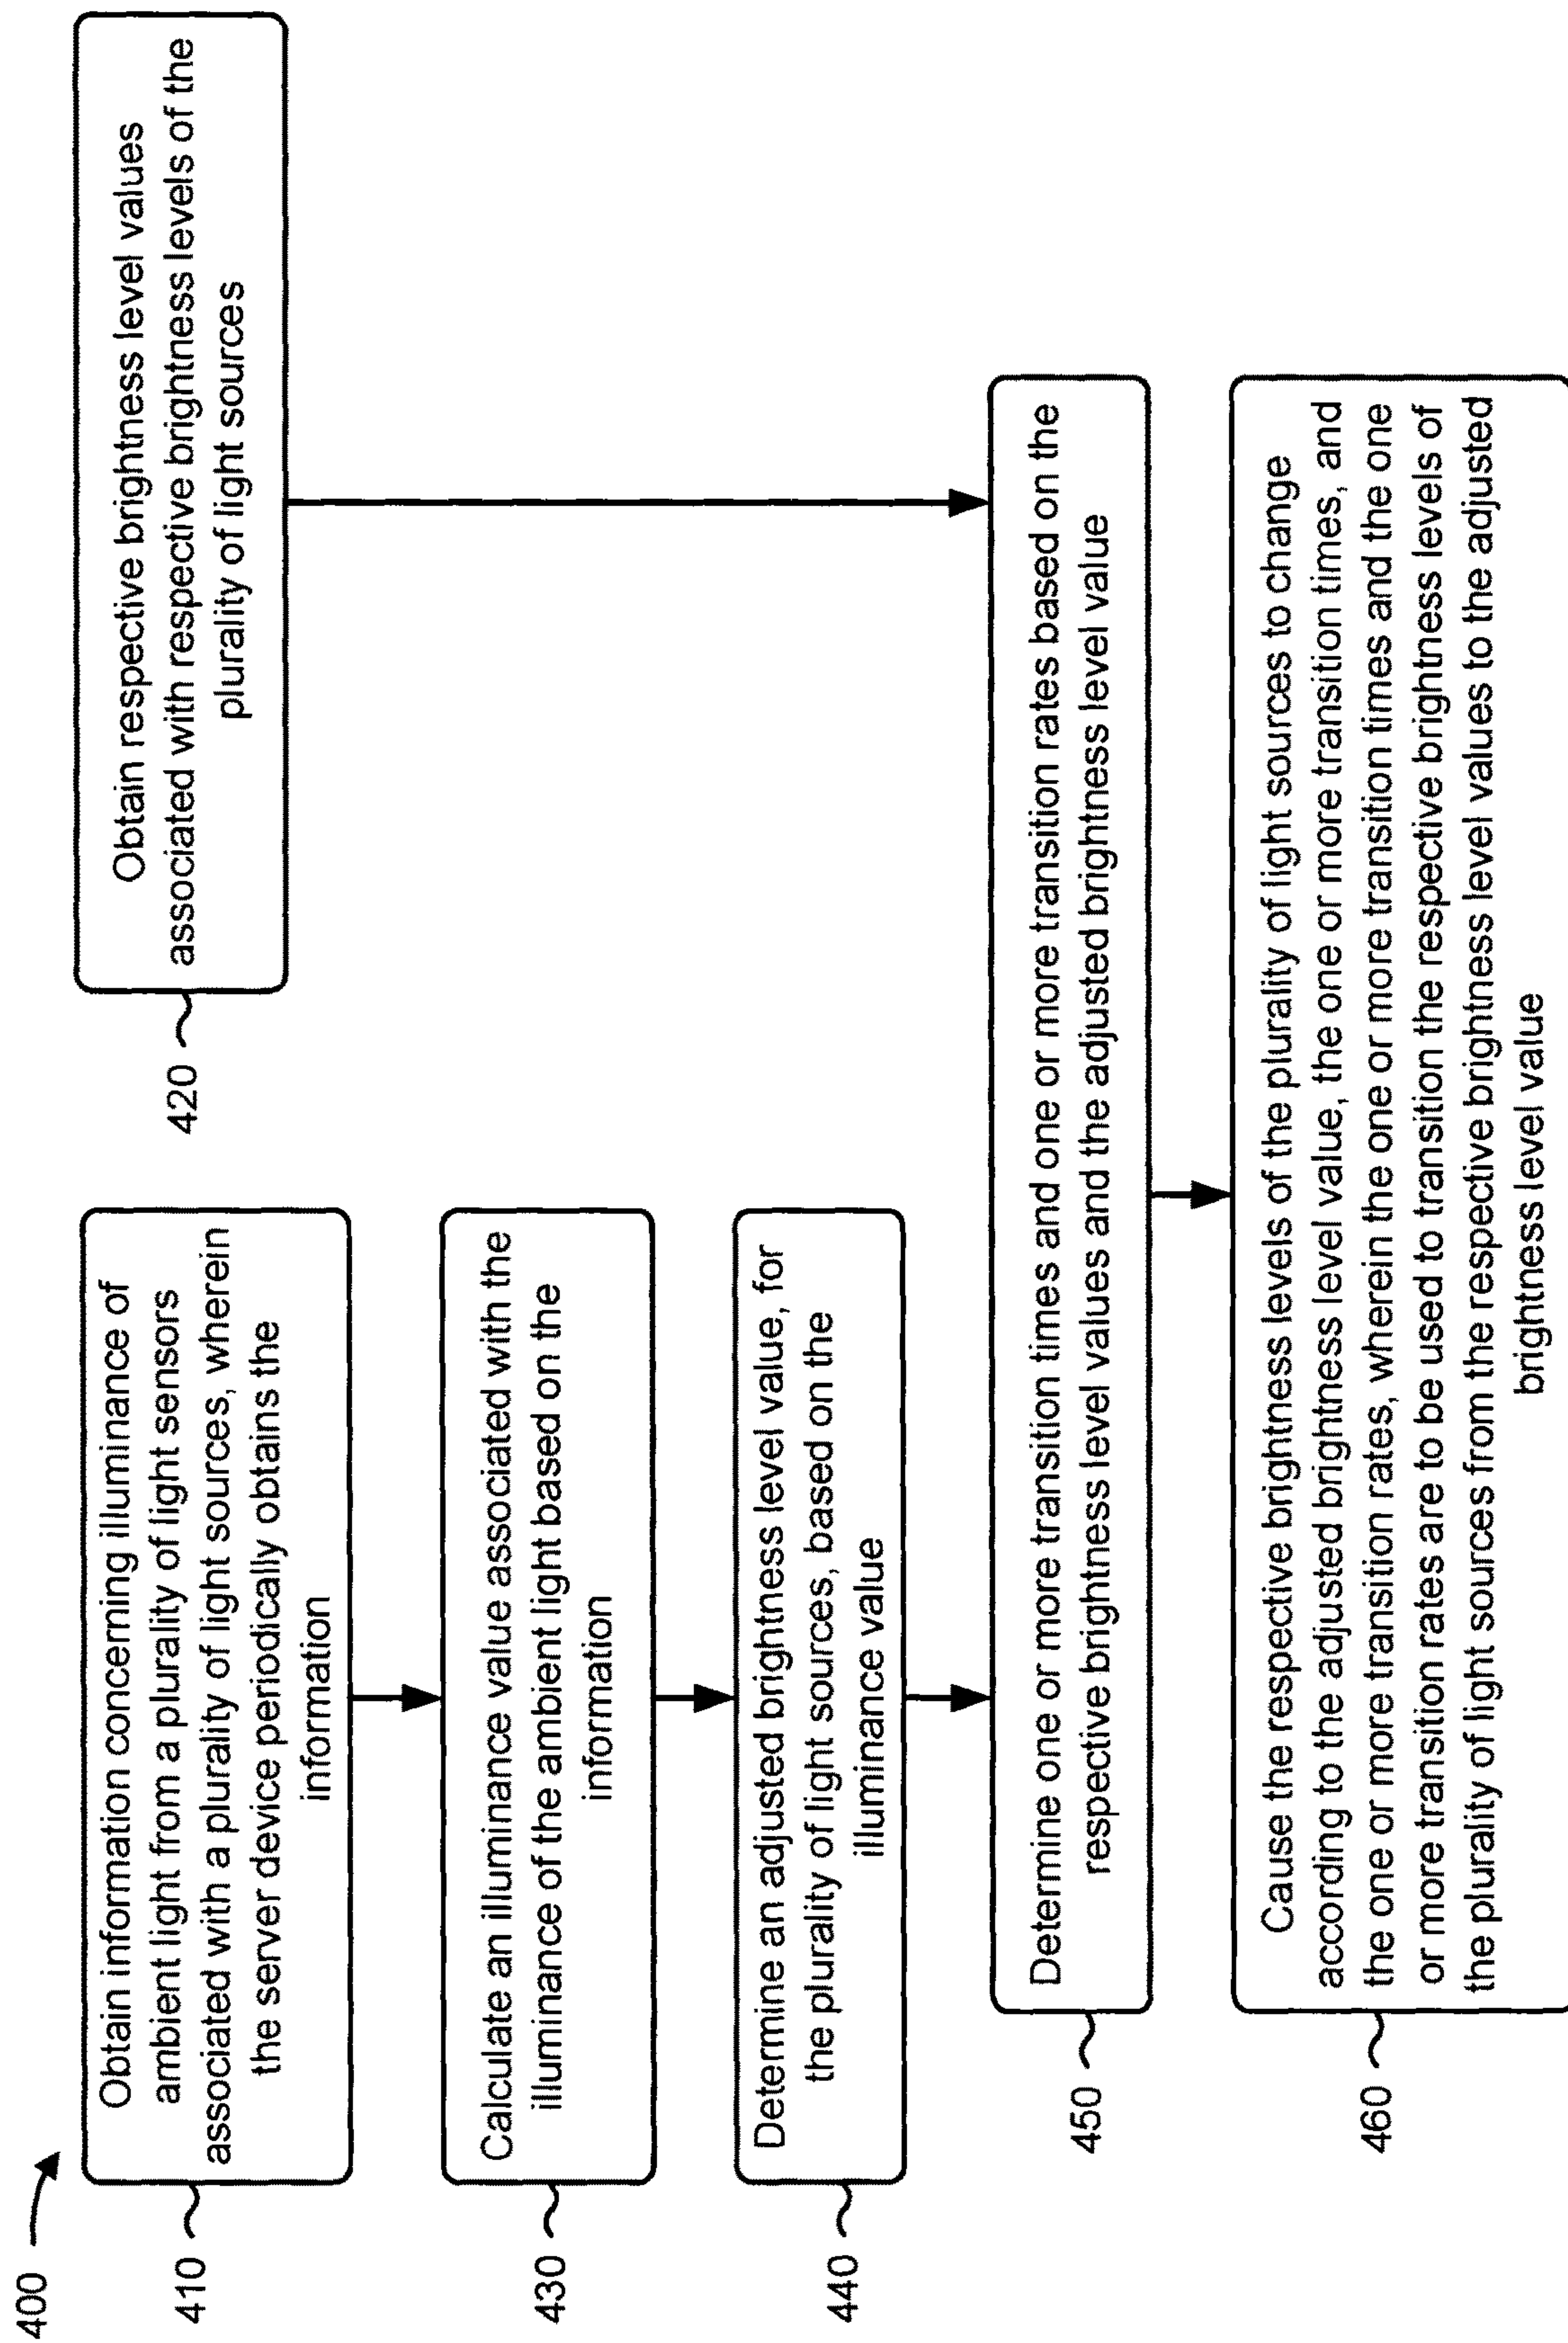 400
410
Obtain information concerning illuminance of
ambient light from a plurality of light sensors
associated with a plurality of light sources, wherein
the server device periodically obtains the
information
420
Obtain respective brightness level values
associated with respective brightness levels of the
plurality of light sources
430
Calculate an illuminance value associated with the
illuminance of the ambient light based on the
information
440
Determine an adjusted brightness level value, for
the plurality of light sources, based on the
illuminance value
450
Determine one or more transition times and one or more transition rates based on the
respective brightness level values and the adjusted brightness level value
460
Cause the respective brightness levels of the plurality of light sources to change
according to the adjusted brightness level value, the one or more transition times, and
the one or more transition rates, wherein the one or more transition times and the one
or more transition rates are to be used to transition the respective brightness levels of
the plurality of light sources from the respective brightness level values to the adjusted
brightness level value